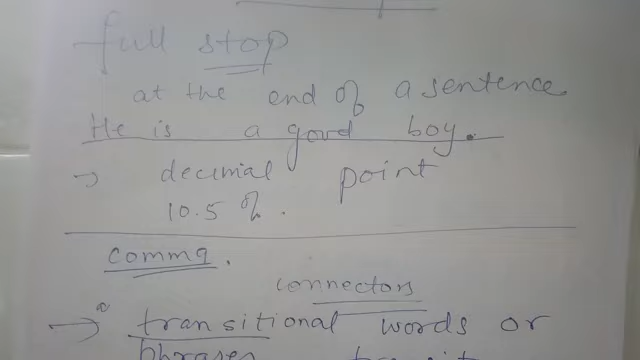 full stop
at the end of a sentence.
He is a good boy.
→ decimal point
10.5 %.
comma.
connectors
→ transitional words or
phrases